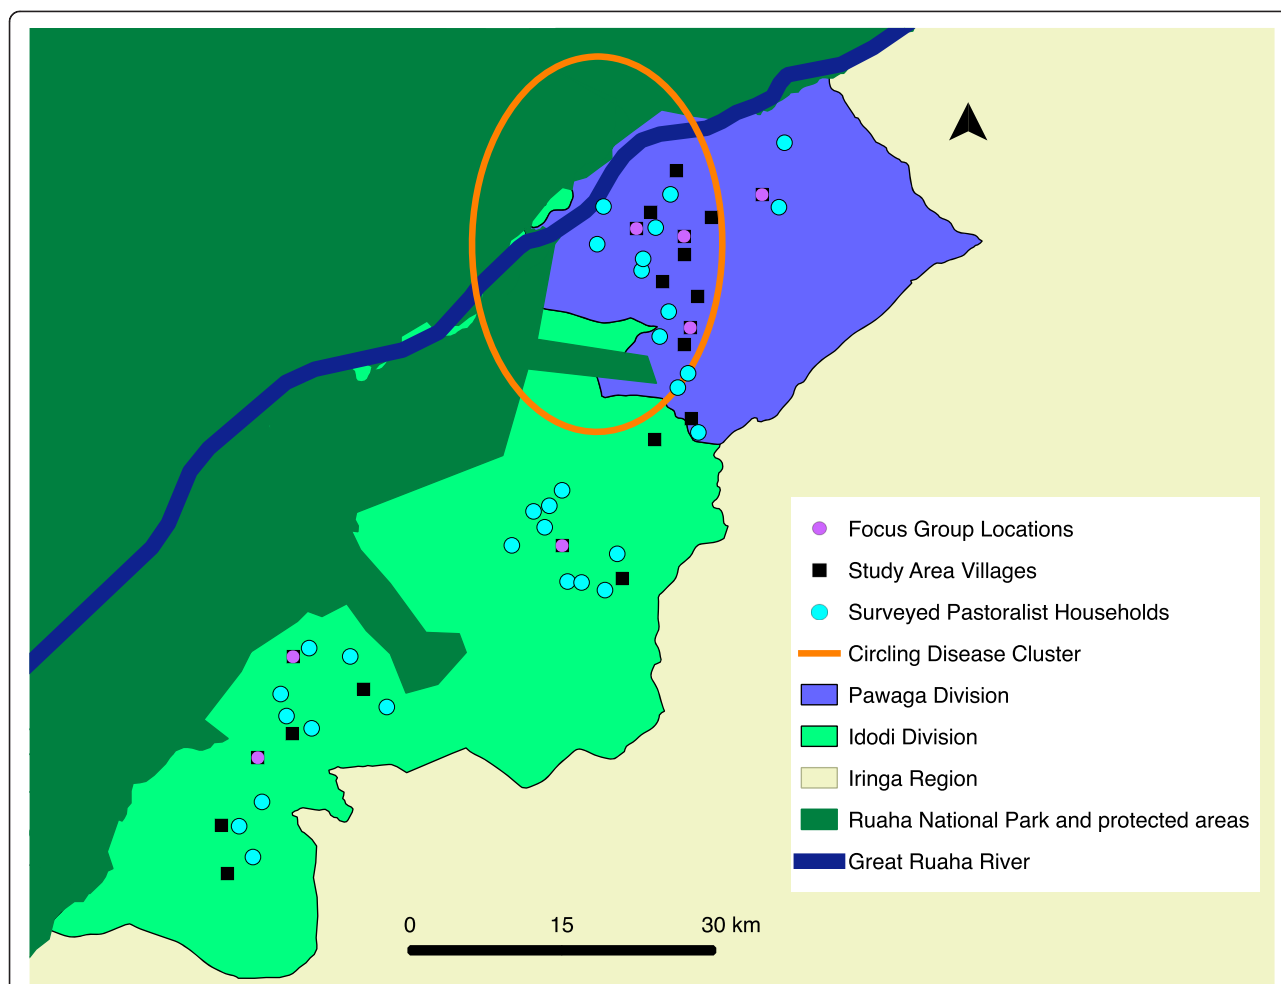 Focus Group Locations
Study Area Villages
Surveyed Pastoralist Households
Circling Disease Cluster
Pawaga Division
Idodi Division
Iringa Region
Ruaha National Park and protected areas
Great Ruaha River
0 15 30 km